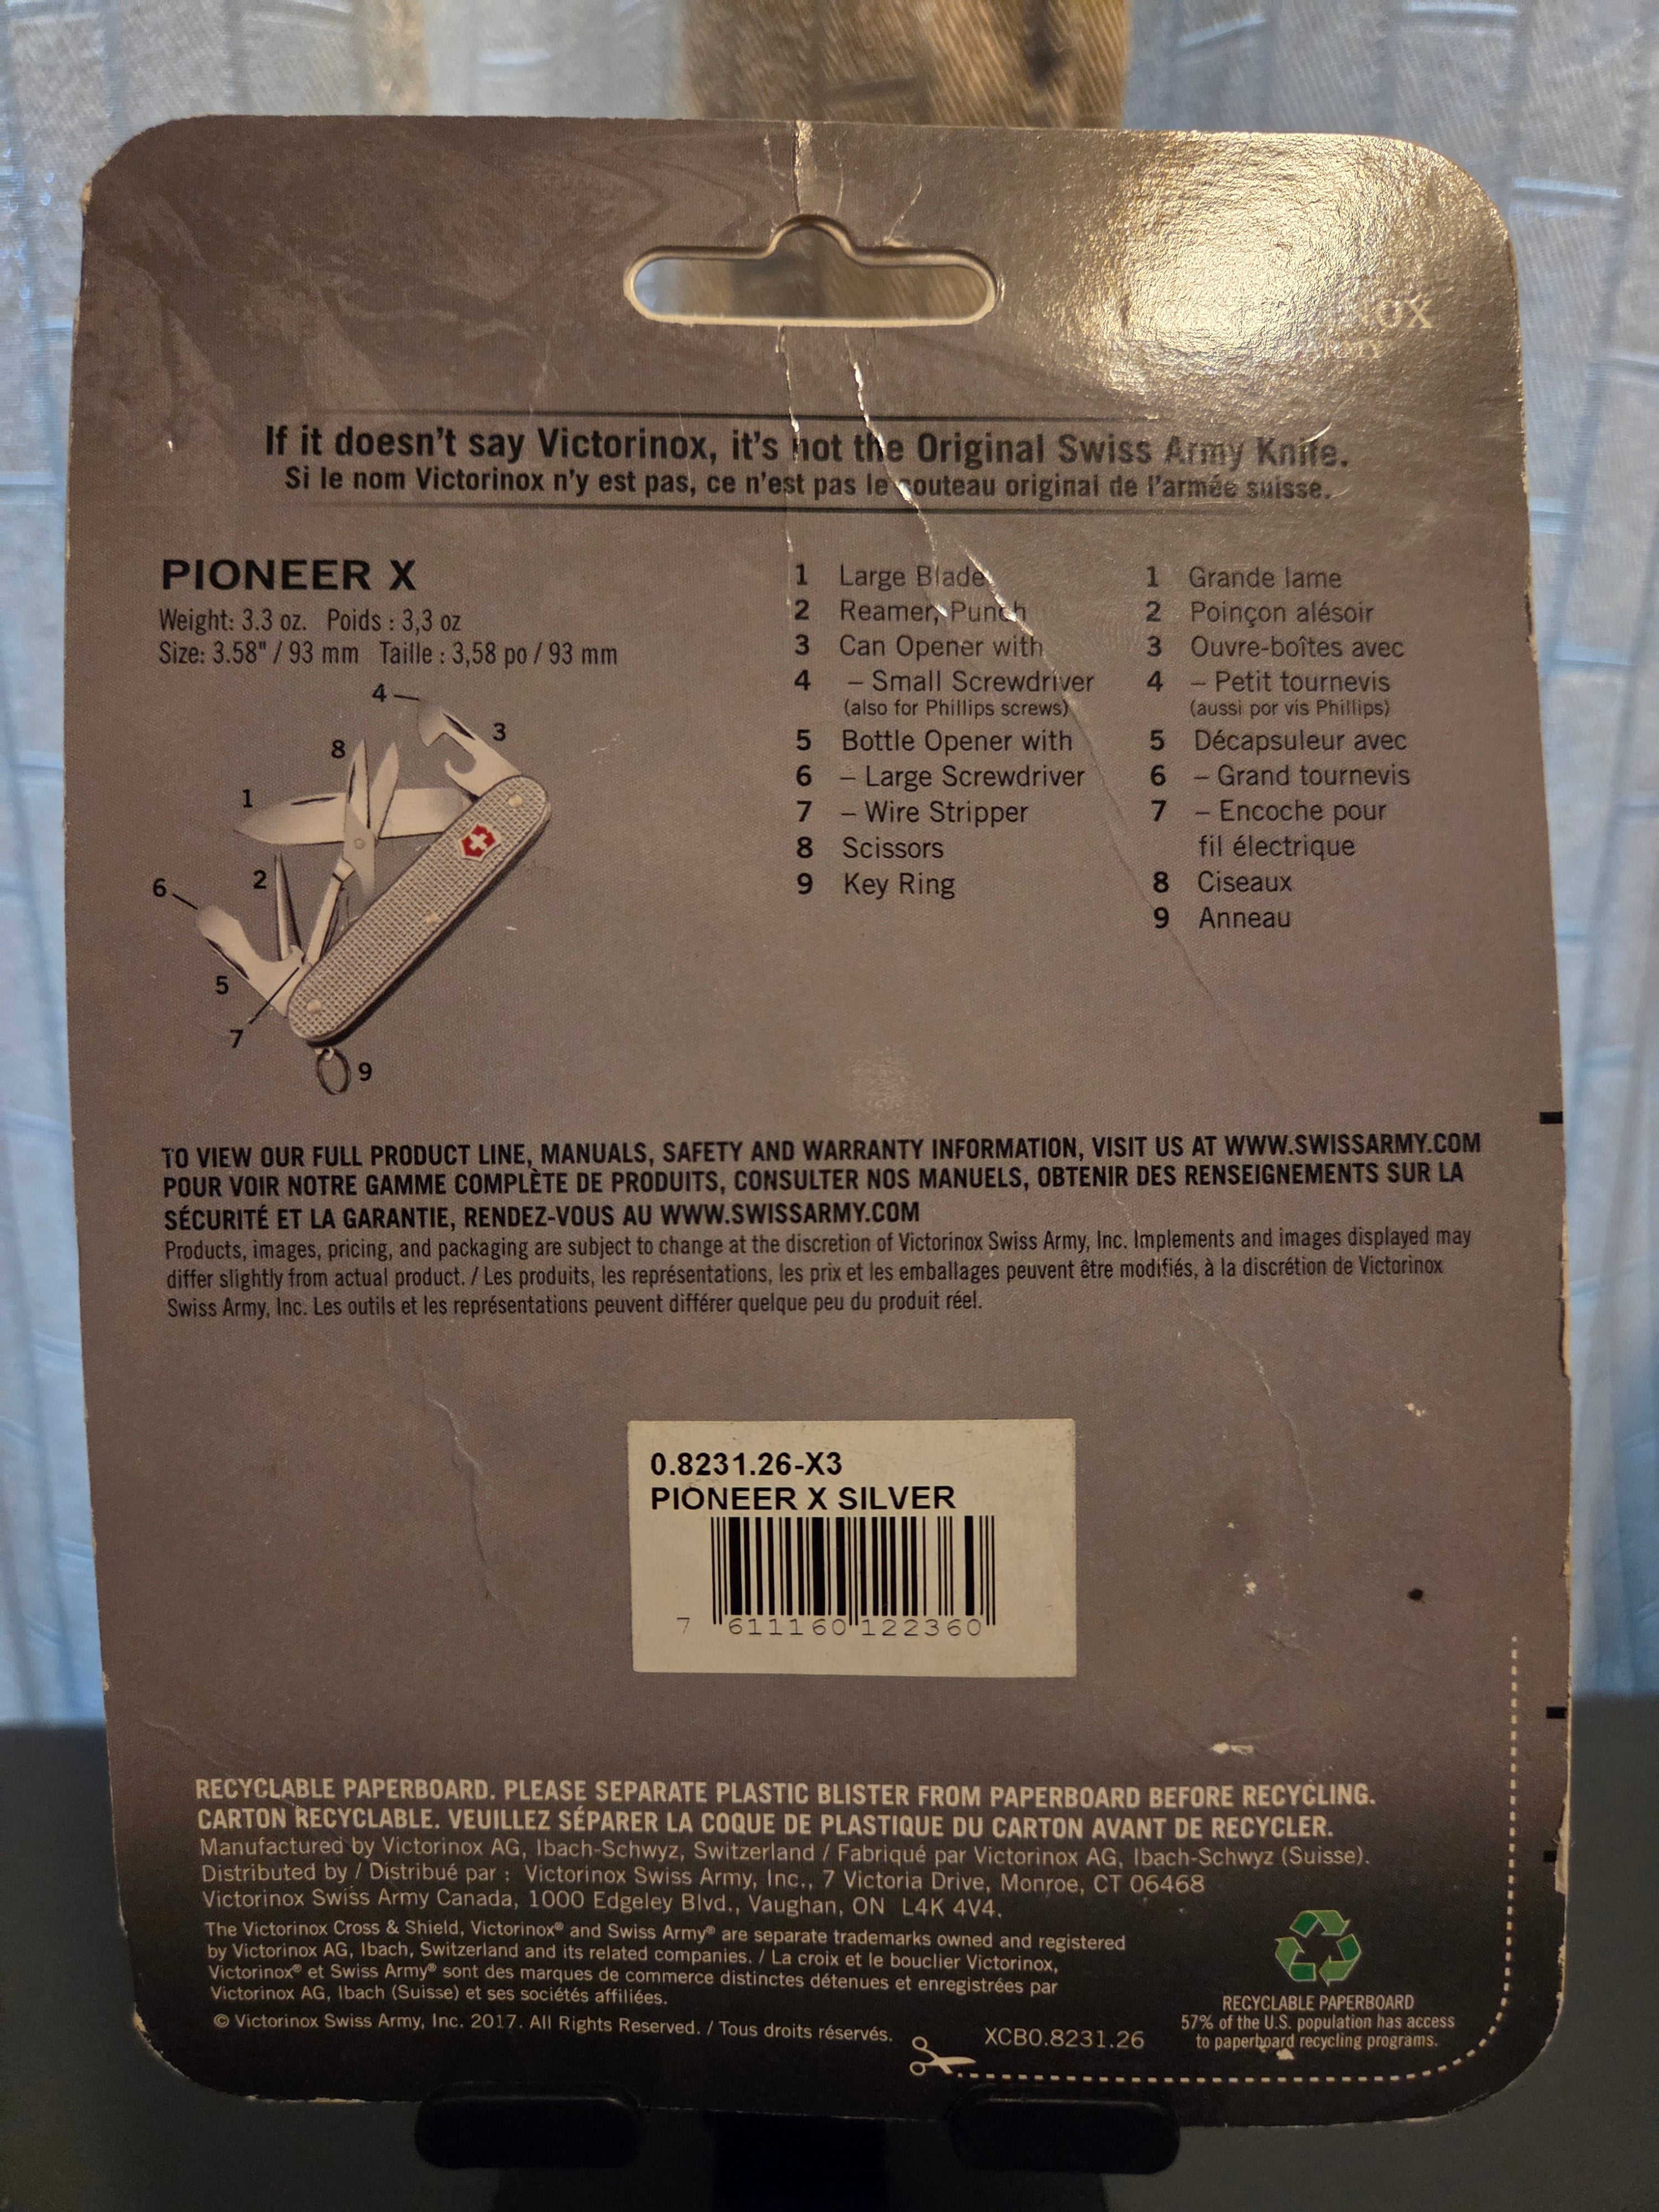 NOX
If it doesn't say Victorinox, it's not the Original Swiss Army Knife.
Si le nom Victorinox n'y est pas, ce n'est pas le couteau original de l'armée suisse.
PIONEER X
Weight: 3.3 oz. Poids : 3,3 oz
Size: 3.58" / 93 mm Taille : 3,58 po / 93 mm
4
3
8
1
2
6
5
7
9
1 Large Blade
2 Reamer, Punch
3 Can Opener with
4 – Small Screwdriver
(also for Phillips screws)
5 Bottle Opener with
6 – Large Screwdriver
7 – Wire Stripper
8 Scissors
9 Key Ring
1 Grande lame
2 Poinçon alésoir
3 Ouvre-boîtes avec
4 – Petit tournevis
(aussi por vis Phillips)
5 Décapsuleur avec
6 – Grand tournevis
7 – Encoche pour
fil électrique
8 Ciseaux
9 Anneau
TO VIEW OUR FULL PRODUCT LINE, MANUALS, SAFETY AND WARRANTY INFORMATION, VISIT US AT WWW.SWISSARMY.COM
POUR VOIR NOTRE GAMME COMPLÈTE DE PRODUITS, CONSULTER NOS MANUELS, OBTENIR DES RENSEIGNEMENTS SUR LA
SÉCURITÉ ET LA GARANTIE, RENDEZ-VOUS AU WWW.SWISSARMY.COM
Products, images, pricing, and packaging are subject to change at the discretion of Victorinox Swiss Army, Inc. Implements and images displayed may
differ slightly from actual product. / Les produits, les représentations, les prix et les emballages peuvent être modifiés, à la discrétion de Victorinox
Swiss Army, Inc. Les outils et les représentations peuvent différer quelque peu du produit réel.
0.8231.26-X3
PIONEER X SILVER
7 611160 122360
RECYCLABLE PAPERBOARD. PLEASE SEPARATE PLASTIC BLISTER FROM PAPERBOARD BEFORE RECYCLING.
CARTON RECYCLABLE. VEUILLEZ SÉPARER LA COQUE DE PLASTIQUE DU CARTON AVANT DE RECYCLER.
Manufactured by Victorinox AG, Ibach-Schwyz, Switzerland / Fabriqué par Victorinox AG, Ibach-Schwyz (Suisse).
Distributed by / Distribué par : Victorinox Swiss Army, Inc., 7 Victoria Drive, Monroe, CT 06468
Victorinox Swiss Army Canada, 1000 Edgeley Blvd., Vaughan, ON L4K 4V4.
The Victorinox Cross & Shield, Victorinox® and Swiss Army® are separate trademarks owned and registered
by Victorinox AG, Ibach, Switzerland and its related companies. / La croix et le bouclier Victorinox,
Victorinox® et Swiss Army® sont des marques de commerce distinctes détenues et enregistrées par
Victorinox AG, Ibach (Suisse) et ses sociétés affiliées.
© Victorinox Swiss Army, Inc. 2017. All Rights Reserved. / Tous droits réservés.
XCB0.8231.26
RECYCLABLE PAPERBOARD
57% of the U.S. population has access
to paperboard recycling programs.